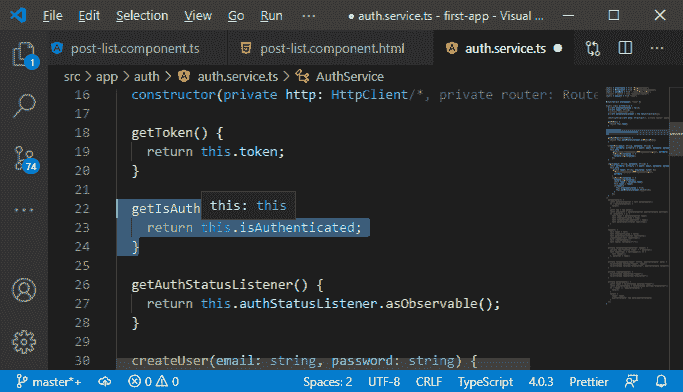 File Edit Selection View Go Run ··· ● auth.service.ts - first-app - Visual ...
post-list.component.ts post-list.component.html auth.service.ts ●
src > app > auth > auth.service.ts > AuthService
16 constructor(private http: HttpClient/*, private router: Route
17
18 getToken() {
19 return this.token;
20 }
21
22 getIsAuth this: this
23 return this.isAuthenticated;
24 }
25
26 getAuthStatusListener() {
27 return this.authStatusListener.asObservable();
28 }
29
30 createUser(email: string, password: string) {
1
74
master*+ 0 0 Spaces: 2 UTF-8 CRLF TypeScript 4.0.3 Prettier